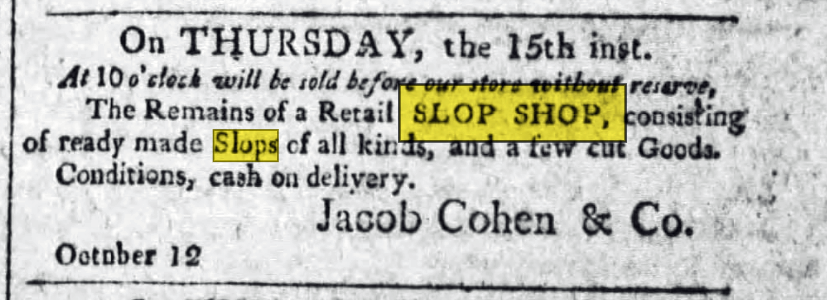 On THURSDAY, the 15th inst.
At 10 o'clock will be sold before our store without reserve,
The Remains of a Retail SLOP SHOP, consisting
of ready made Slops of all kinds, and a few cut Goods.
Conditions, cash on delivery.
Jacob Cohen & Co.
Octnber 12